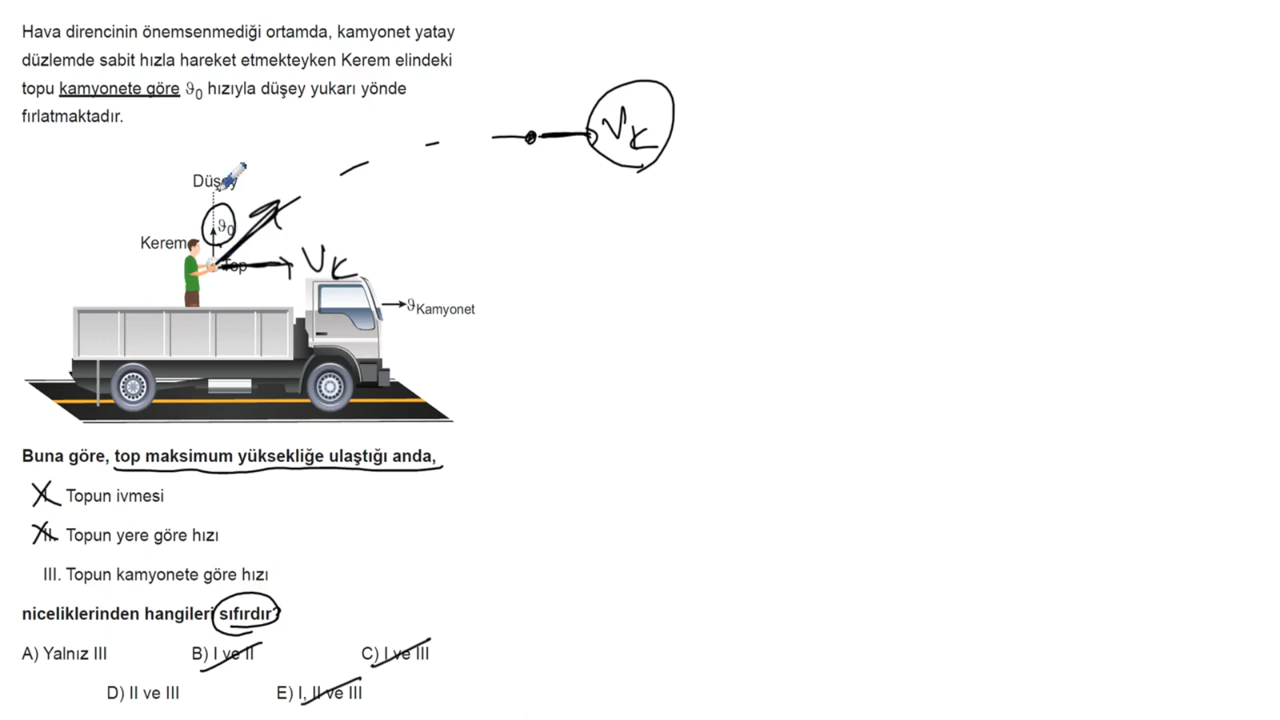 Hava direncinin önemsenmediği ortamda, kamyonet yatay
düzlemde sabit hızla hareket etmekteyken Kerem elindeki
topu kamyonete göre ϑ₀ hızıyla düşey yukarı yönde
fırlatmaktadır.
VK
Düşey
ϑ₀
Kerem
Top
VK
ϑKamyonet
Buna göre, top maksimum yüksekliğe ulaştığı anda,
I. Topun ivmesi
II. Topun yere göre hızı
III. Topun kamyonete göre hızı
niceliklerinden hangileri sıfırdır?
A) Yalnız III B) I ve II C) I ve III
D) II ve III E) I, II ve III